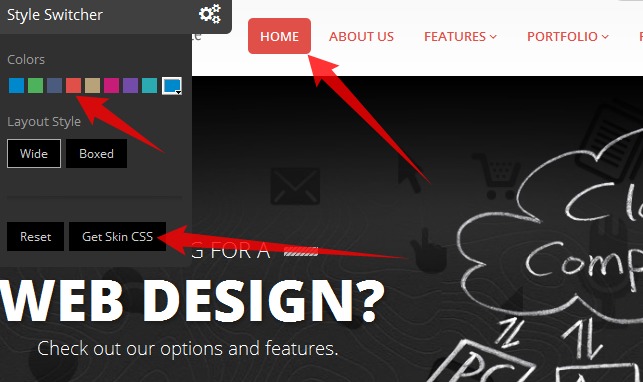 Style Switcher
HOME
ABOUT US
FEATURES
PORTFOLIO
Colors
Layout Style
Wide
Boxed
Reset
Get Skin CSS
G FOR A
WEB DESIGN?
Check out our options and features.
Comp
PC